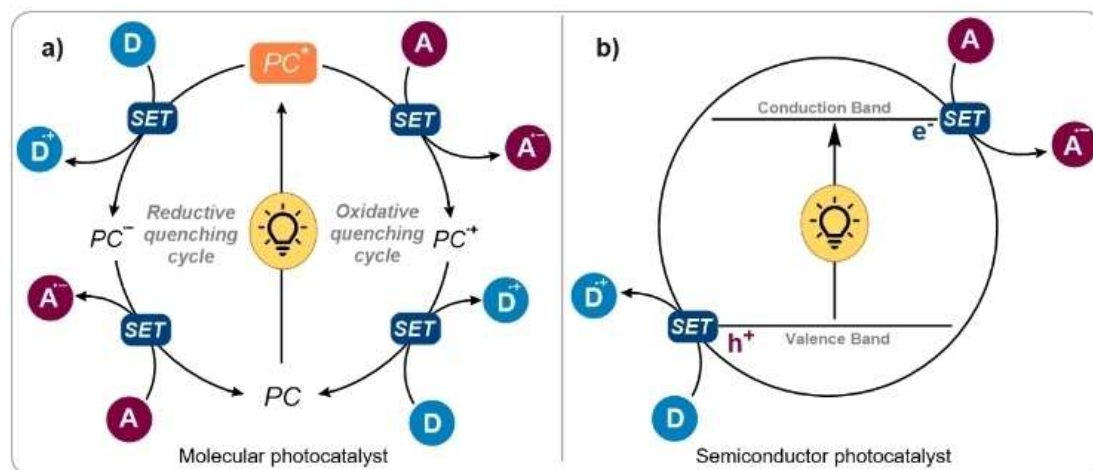 a)
D
PC*
A
SET
SET
D·+
A·−
Reductive
quenching
cycle
Oxidative
quenching
cycle
PC·−
PC·+
A·−
D·+
SET
SET
A
PC
D
Molecular photocatalyst
b)
A
Conduction Band
e-
SET
A·−
D·+
SET
h+
Valence Band
D
Semiconductor photocatalyst